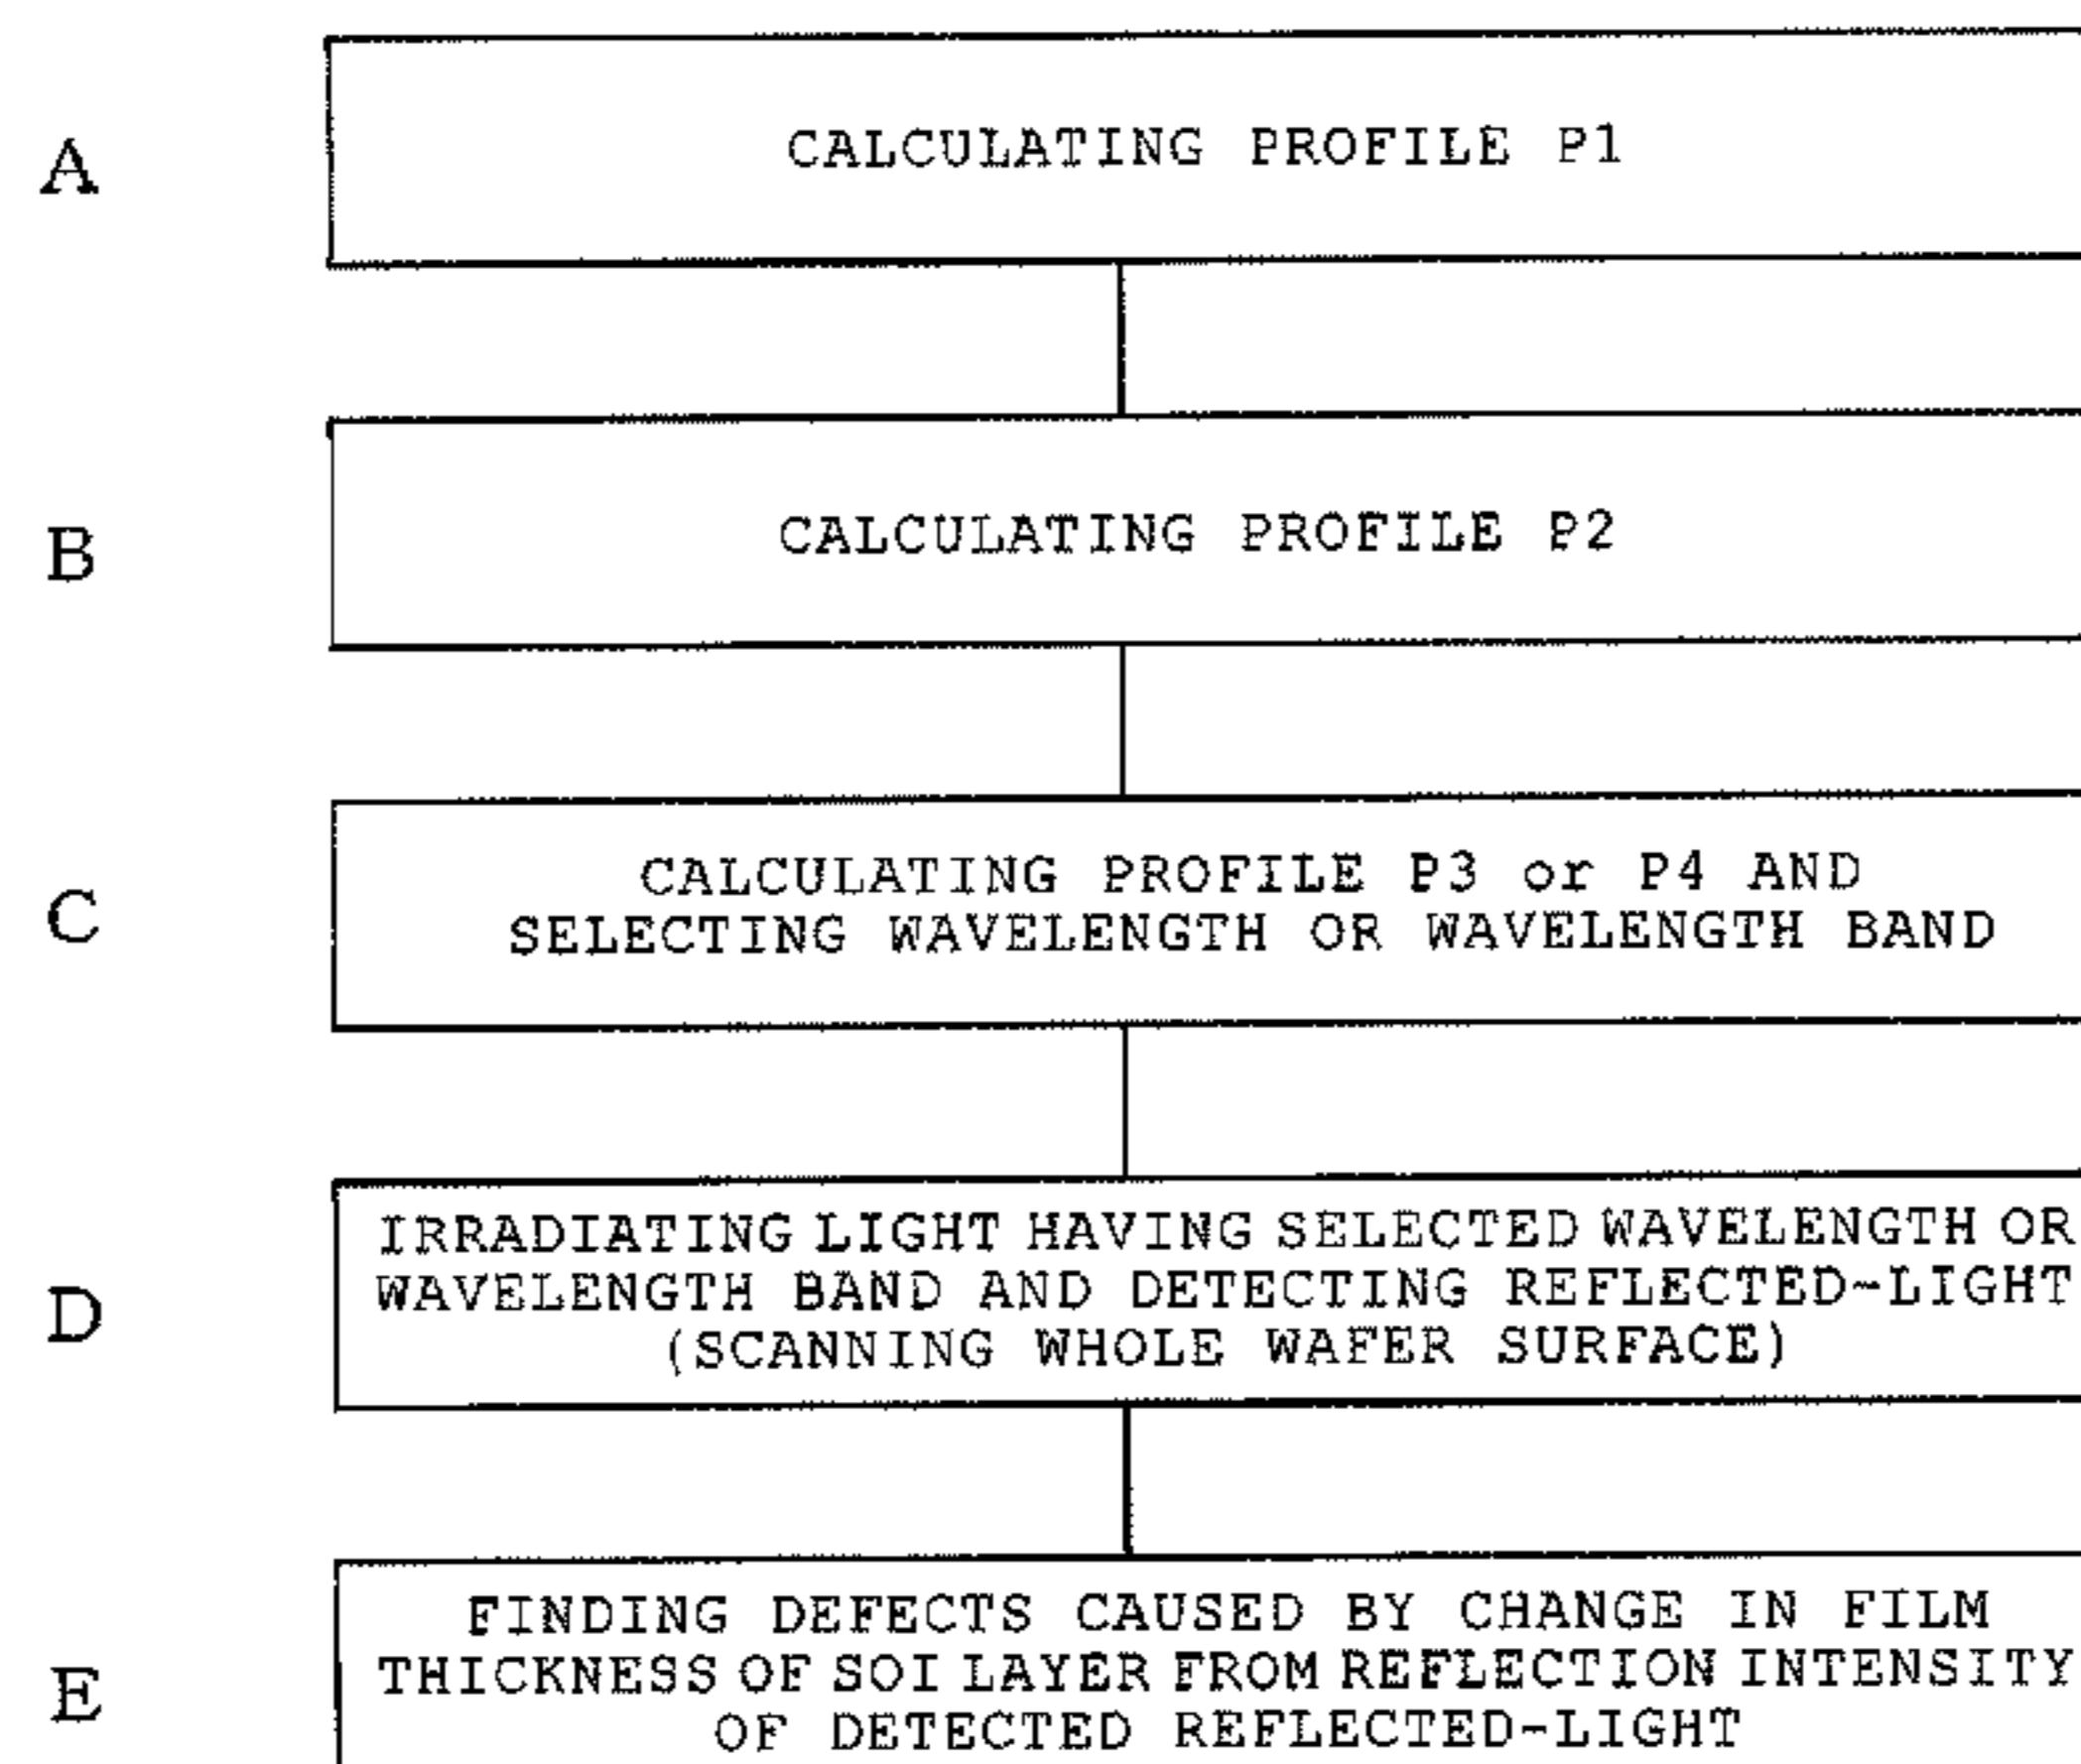 A
CALCULATING PROFILE P1
B
CALCULATING PROFILE P2
C
CALCULATING PROFILE P3 or P4 AND
SELECTING WAVELENGTH OR WAVELENGTH BAND
D
IRRADIATING LIGHT HAVING SELECTED WAVELENGTH OR
WAVELENGTH BAND AND DETECTING REFLECTED-LIGHT
(SCANNING WHOLE WAFER SURFACE)
E
FINDING DEFECTS CAUSED BY CHANGE IN FILM
THICKNESS OF SOI LAYER FROM REFLECTION INTENSITY
OF DETECTED REFLECTED-LIGHT